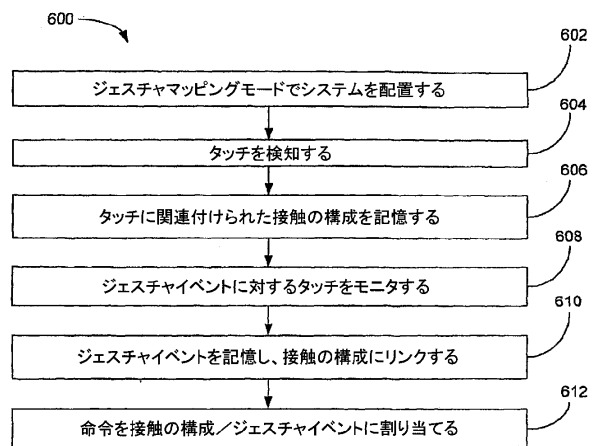 600
602
ジェスチャマッピングモードでシステムを配置する
604
タッチを検知する
606
タッチに関連付けられた接触の構成を記憶する
608
ジェスチャイベントに対するタッチをモニタする
610
ジェスチャイベントを記憶し、接触の構成にリンクする
612
命令を接触の構成/ジェスチャイベントに割り当てる